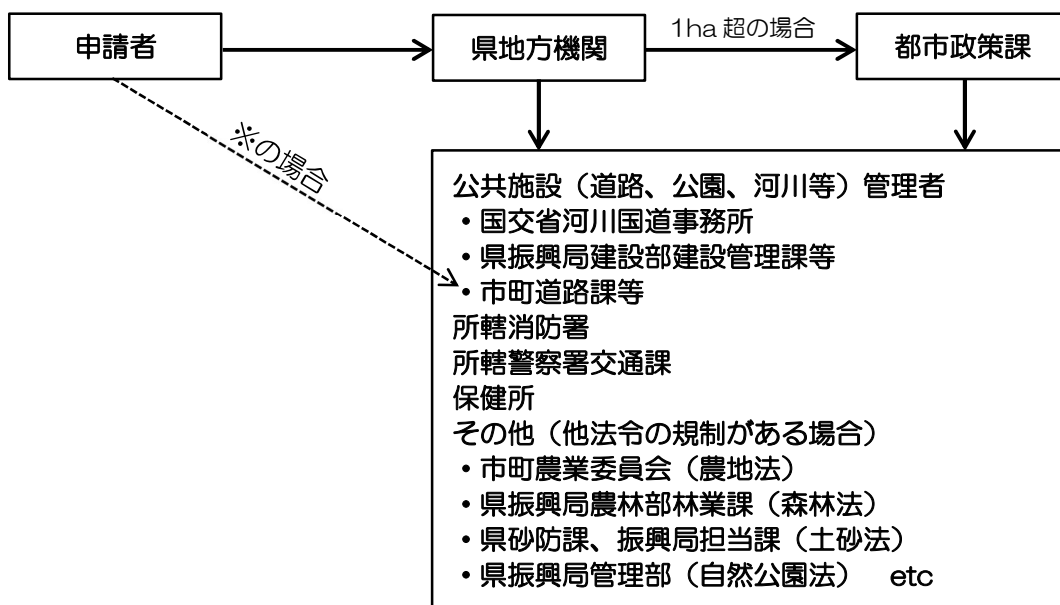 申請者
県地方機関
1ha 超の場合
都市政策課
※の場合
公共施設（道路、公園、河川等）管理者
・国交省河川国道事務所
・県振興局建設部建設管理課等
・市町道路課等
所轄消防署
所轄警察署交通課
保健所
その他（他法令の規制がある場合）
・市町農業委員会（農地法）
・県振興局農林部林業課（森林法）
・県砂防課、振興局担当課（土砂法）
・県振興局管理部（自然公園法）　etc